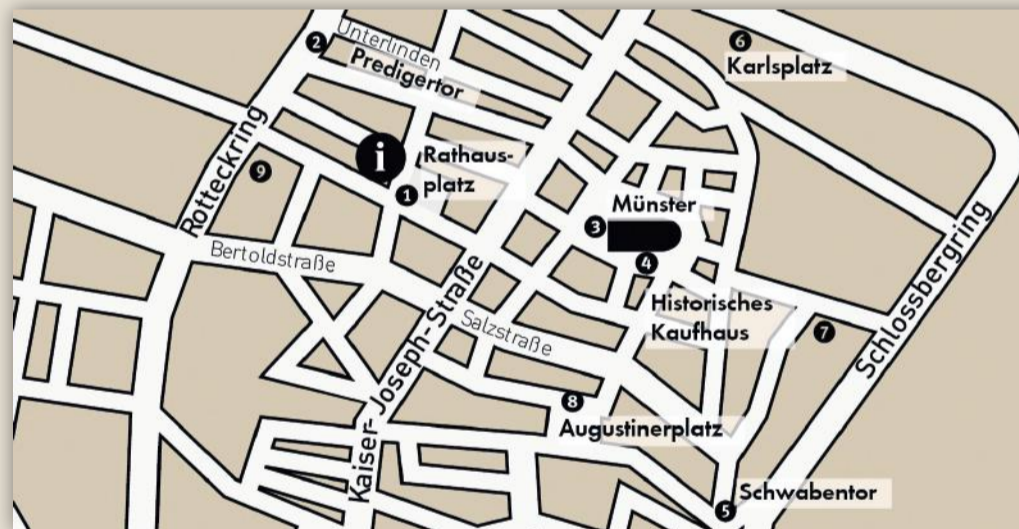 Unterlinden
2
Predigertor
6
Karlsplatz
Rotteckring
9
i
Rathaus-
platz
1
Münster
3
4
Bertoldstraße
Historisches
Kaufhaus
7
Schlossbergring
Salzstraße
Kaiser-Joseph-Straße
8
Augustinerplatz
Schwabentor
5